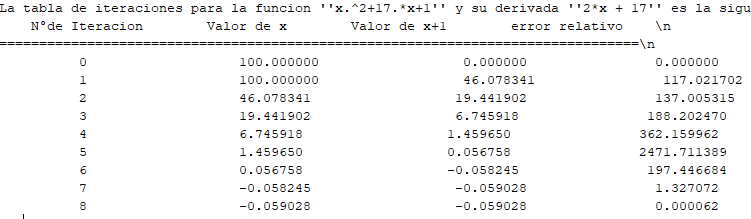 La tabla de iteraciones para la funcion ''x.^2+17.*x+1'' y su derivada ''2*x + 17'' es la sigu
N°de Iteracion Valor de x Valor de x+1 error relativo \n
================================================================================\n
0 100.000000 0.000000 0.000000
1 100.000000 46.078341 117.021702
2 46.078341 19.441902 137.005315
3 19.441902 6.745918 188.202470
4 6.745918 1.459650 362.159962
5 1.459650 0.056758 2471.711389
6 0.056758 -0.058245 197.446684
7 -0.058245 -0.059028 1.327072
8 -0.059028 -0.059028 0.000062